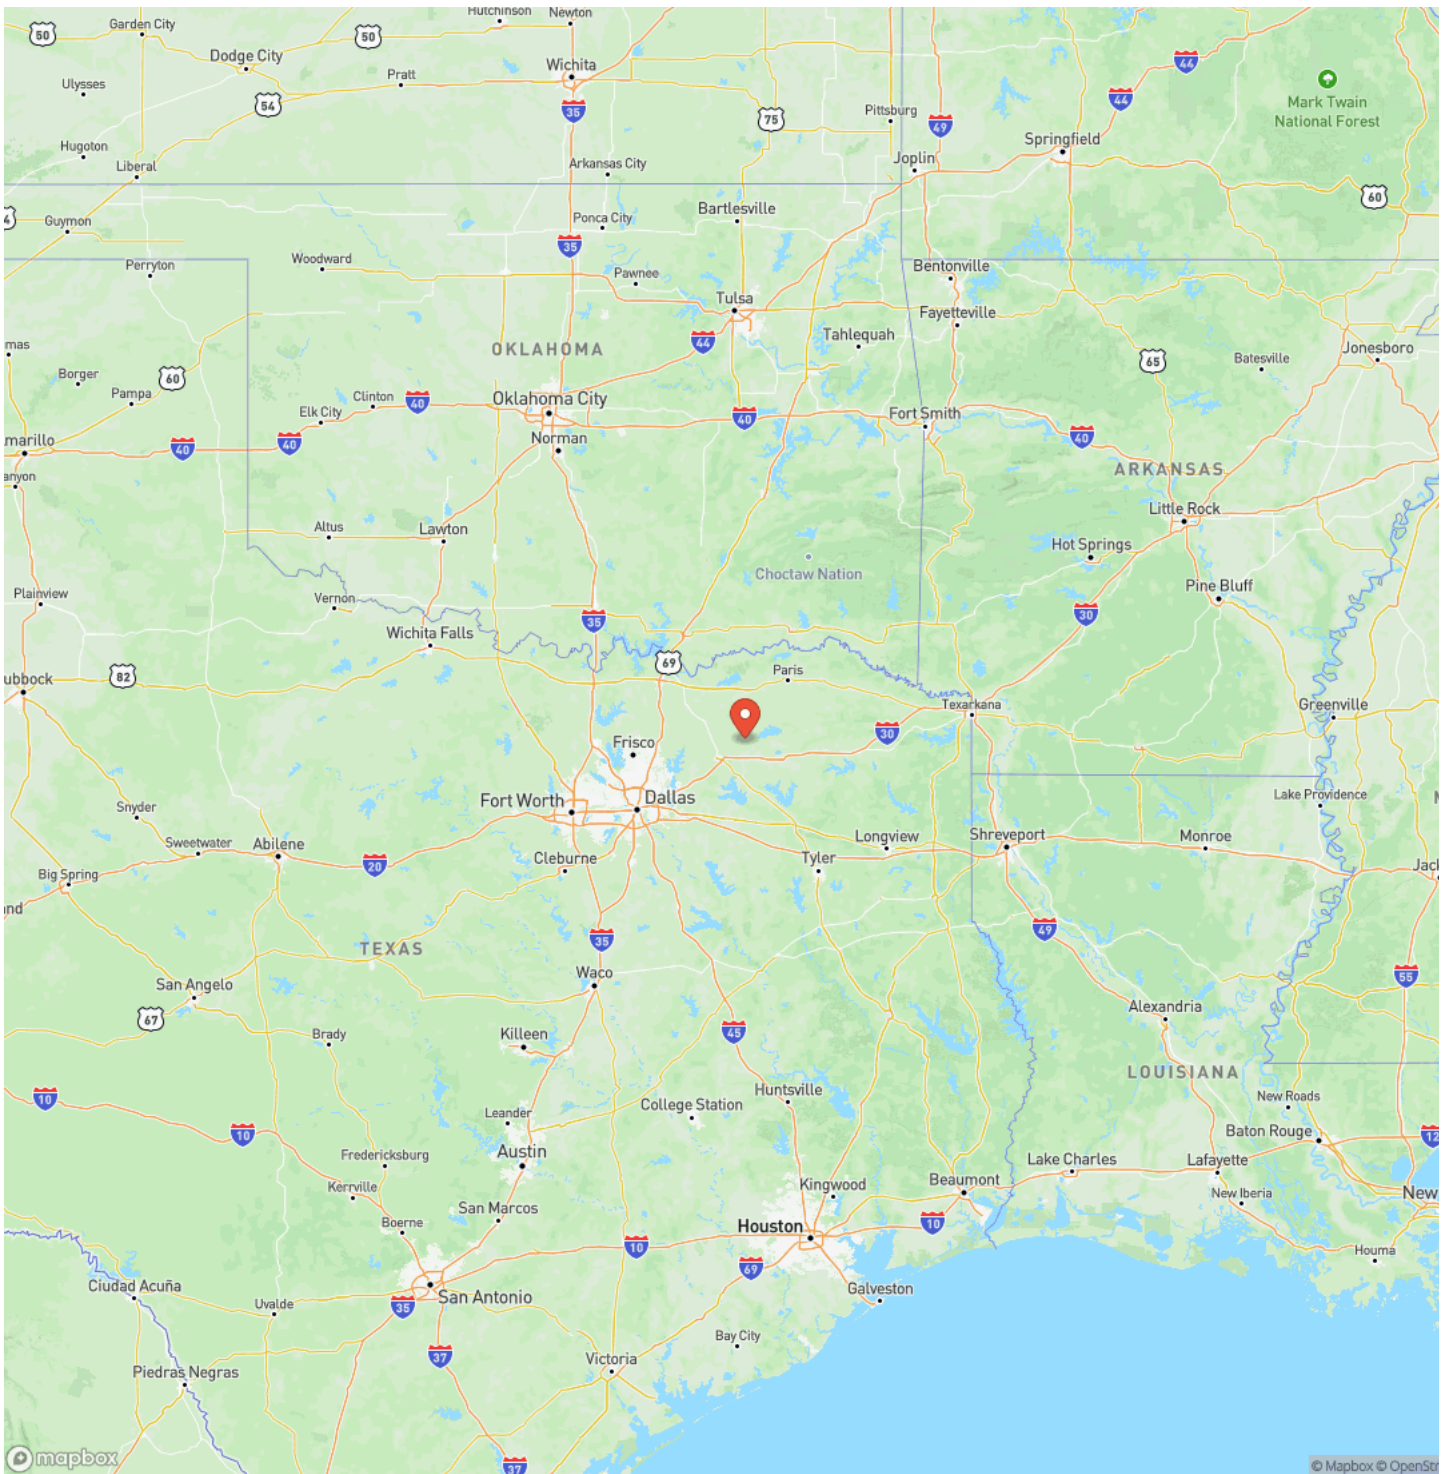 Hutchinson
Newton
Garden City
50
50
Dodge City
Wichita
44
Ulysses
Pratt
54
35
75
Pittsburg
44
Mark Twain
National Forest
49
Springfield
Hugoton
Liberal
Arkansas City
Joplin
60
4
Guymon
Ponca City
Bartlesville
35
Perryton
Woodward
Pawnee
Bentonville
Tulsa
Fayetteville
OKLAHOMA
44
Tahlequah
mas
Borger
60
Pampa
65
Batesville
Jonesboro
Clinton
40
Elk City
Oklahoma City
40
Fort Smith
marillo
40
40
Norman
40
anyon
ARKANSAS
Altus
Lawton
Little Rock
Hot Springs
Choctaw Nation
Plainview
Vernon
Pine Bluff
35
30
Wichita Falls
82
69
Paris
ubbock
Texarkana
Greenville
30
Frisco
Fort Worth
Dallas
Lake Providence
Snyder
Sweetwater
Abilene
20
Cleburne
Longview
Tyler
Shreveport
Monroe
Big Spring
Jack
and
49
35
TEXAS
Waco
San Angelo
55
67
Brady
Killeen
45
Alexandria
LOUISIANA
10
Huntsville
College Station
Leander
New Roads
10
Baton Rouge
12
Austin
Fredericksburg
Kerrville
Lake Charles
Lafayette
Kingwood
Beaumont
New Iberia
New
San Marcos
Boerne
Houston
10
10
69
Houma
Ciudad Acuña
Uvalde
35
San Antonio
Galveston
37
Bay City
Victoria
Piedras Negras
37
mapbox
© Mapbox © OpenStr